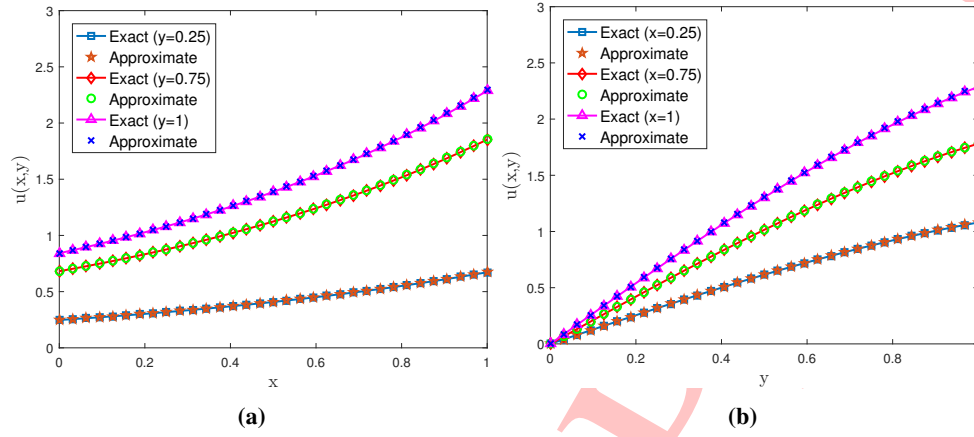 3
2.5
2
1.5
1
0.5
0
0 0.2 0.4 0.6 0.8 1
u(x,y)
x
Exact (y=0.25)
Approximate
Exact (y=0.75)
Approximate
Exact (y=1)
Approximate
(a)
3
2.5
2
1.5
1
0.5
0
0 0.2 0.4 0.6 0.8
u(x,y)
y
Exact (x=0.25)
Approximate
Exact (x=0.75)
Approximate
Exact (x=1)
Approximate
(b)